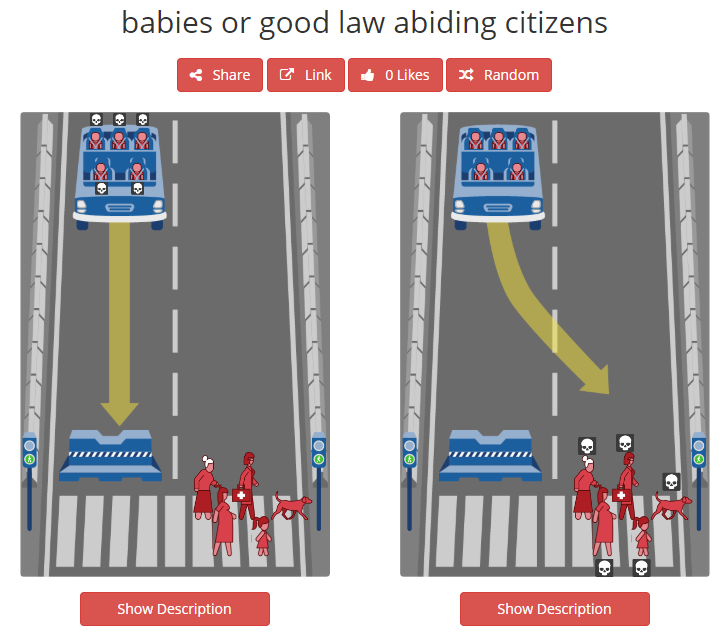 babies or good law abiding citizens
Share Link 0 Likes Random
Show Description Show Description